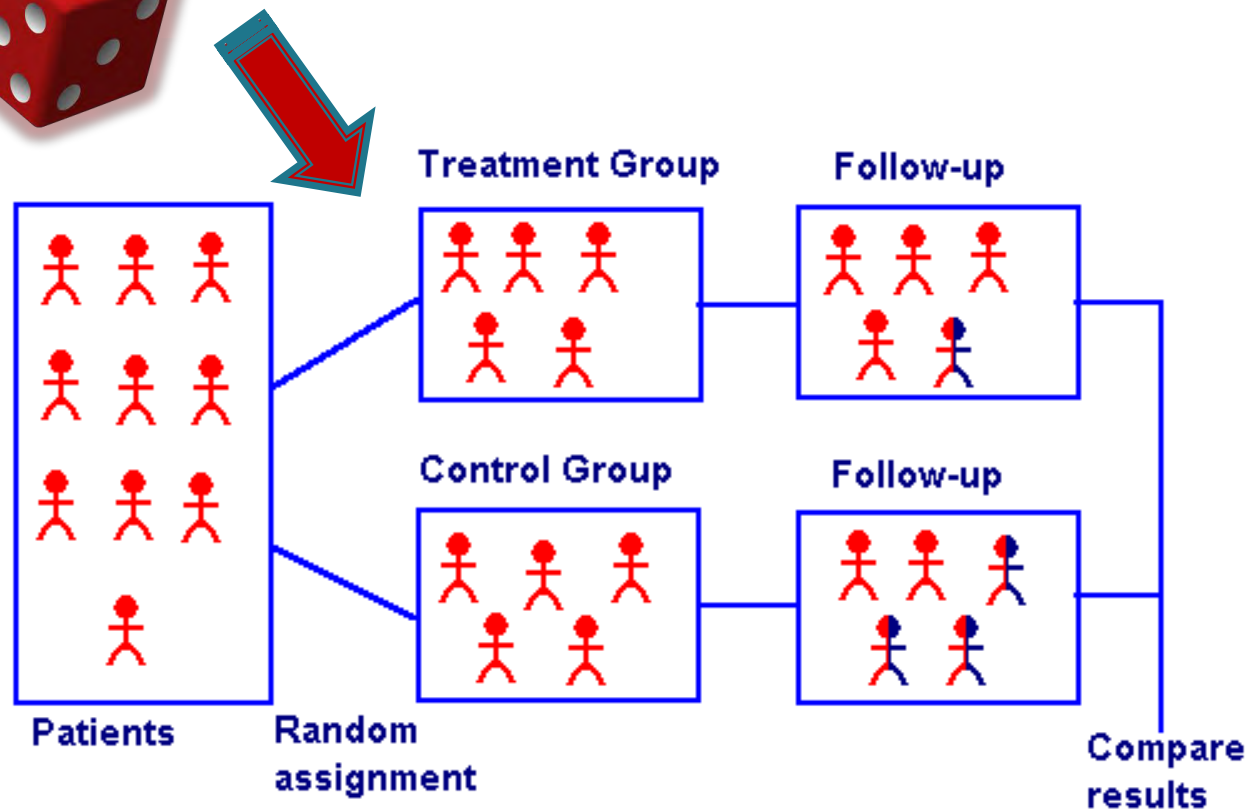 Treatment Group
Follow-up
Control Group
Follow-up
Patients
Random
assignment
Compare
results